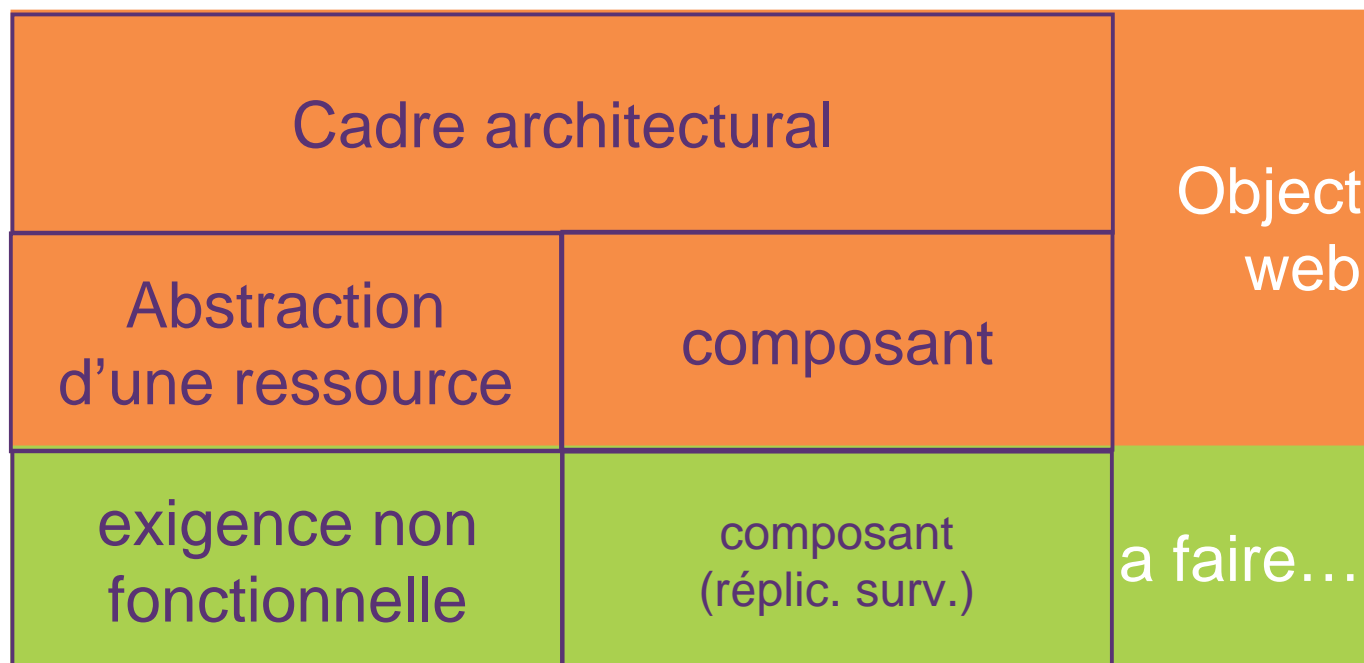 Cadre architectural
Object
web
Abstraction
d’une ressource
composant
exigence non
fonctionnelle
composant
(réplic. surv.)
a faire…